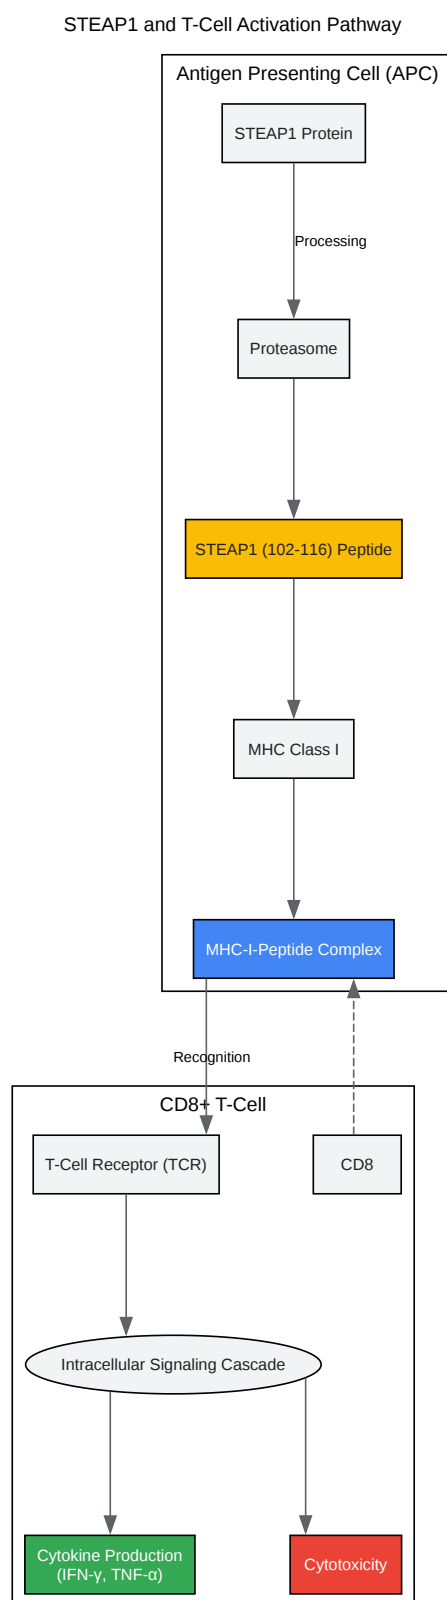 STEAP1 and T-Cell Activation Pathway
Antigen Presenting Cell (APC)
STEAP1 Protein
Processing
Proteasome
STEAP1 (102-116) Peptide
MHC Class I
MHC-I-Peptide Complex
Recognition
CD8+ T-Cell
T-Cell Receptor (TCR)
CD8
Intracellular Signaling Cascade
Cytokine Production
(IFN-γ, TNF-α)
Cytotoxicity